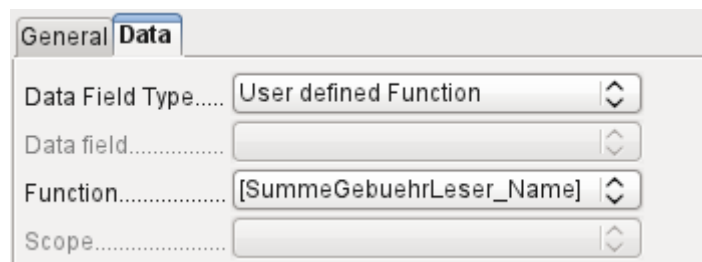 General Data
Data Field Type..... User defined Function
Data field................
Function................. [SummeGebuehrLeser_Name]
Scope.....................